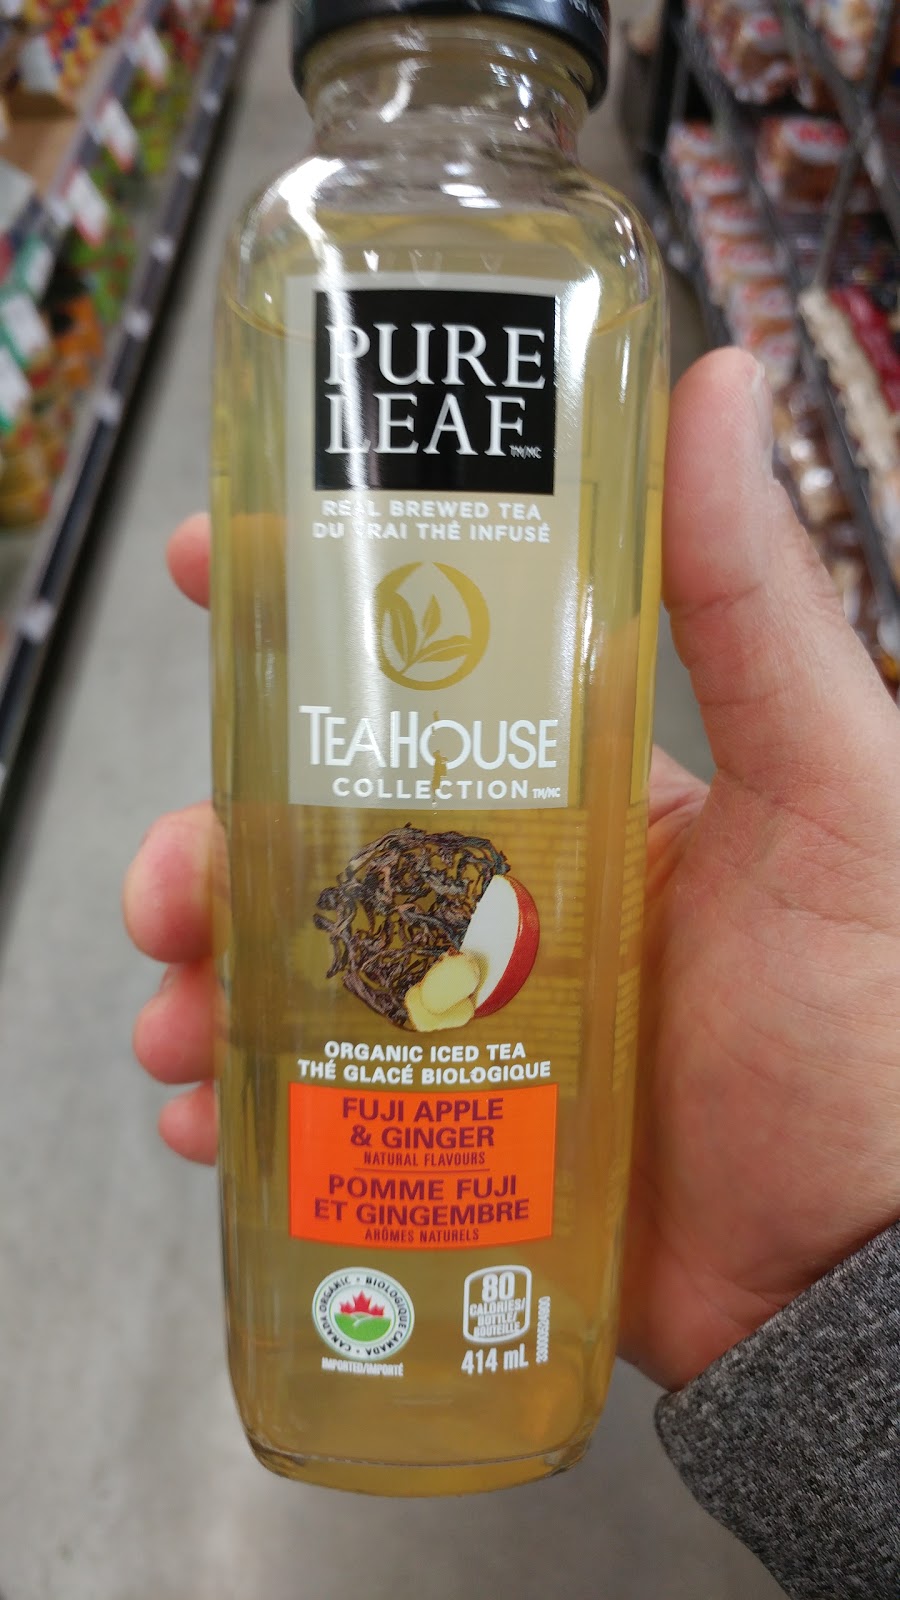 PURE
LEAF TM/MC
REAL BREWED TEA
DU VRAI THÉ INFUSÉ
TEAHOUSE
COLLECTION TM/MC
ORGANIC ICED TEA
THÉ GLACÉ BIOLOGIQUE
FUJI APPLE
& GINGER
NATURAL FLAVOURS
POMME FUJI
ET GINGEMBRE
ARÔMES NATURELS
CANADA ORGANIC • BIOLOGIQUE CANADA •
IMPORTED/IMPORTÉ
80
CALORIES/
BOTTLE/
BOUTEILLE
414 mL